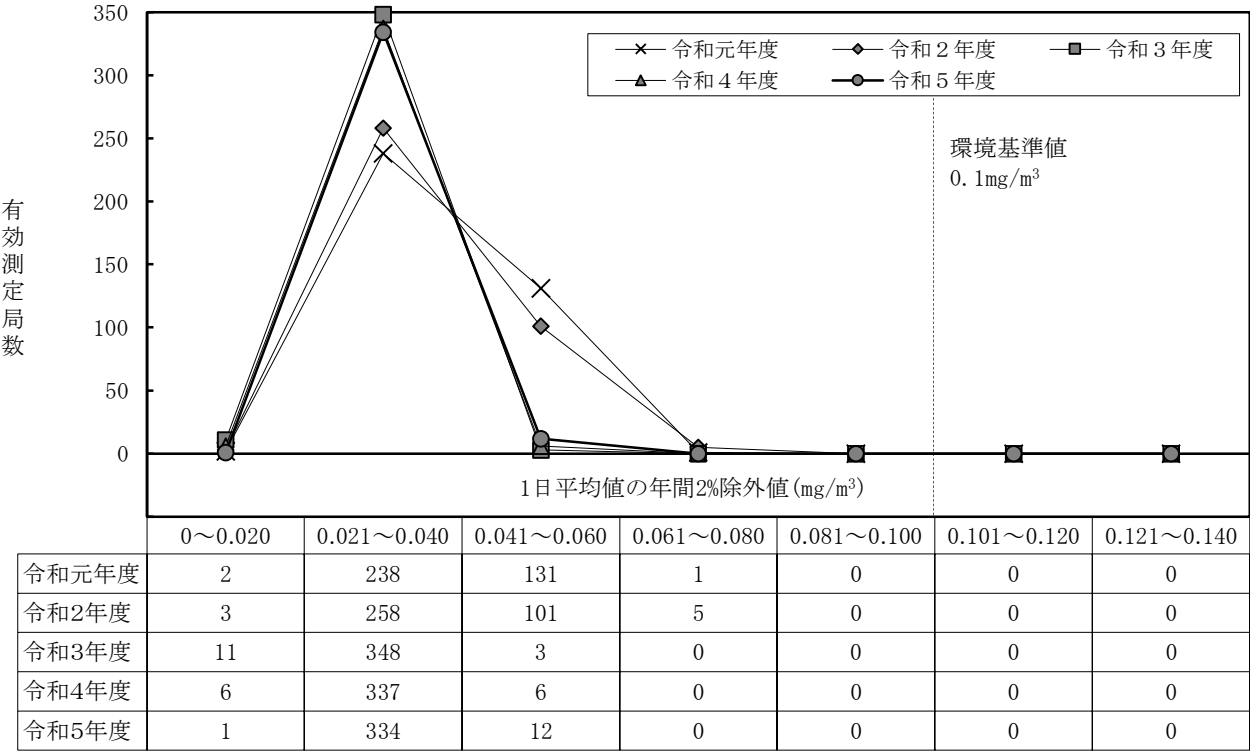 350
300
250
200
150
100
50
0
有効測定局数
令和元年度 令和２年度 令和３年度
令和４年度 令和５年度
環境基準値
0.1mg/m³
1日平均値の年間2%除外値(mg/m³)
0～0.020 0.021～0.040 0.041～0.060 0.061～0.080 0.081～0.100 0.101～0.120 0.121～0.140
令和元年度 2 238 131 1 0 0 0
令和2年度 3 258 101 5 0 0 0
令和3年度 11 348 3 0 0 0 0
令和4年度 6 337 6 0 0 0 0
令和5年度 1 334 12 0 0 0 0